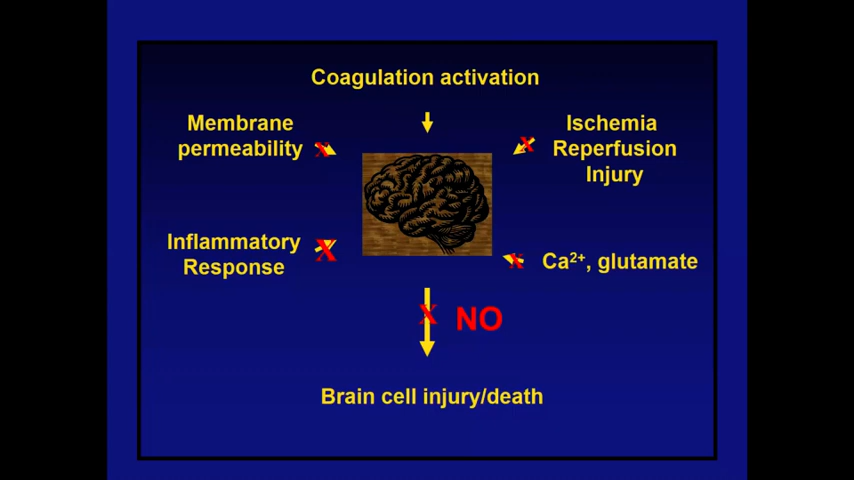 Coagulation activation
Membrane
permeability
X
Ischemia
Reperfusion
Injury
X
Inflammatory
Response
X
Ca²⁺, glutamate
X
X
NO
Brain cell injury/death